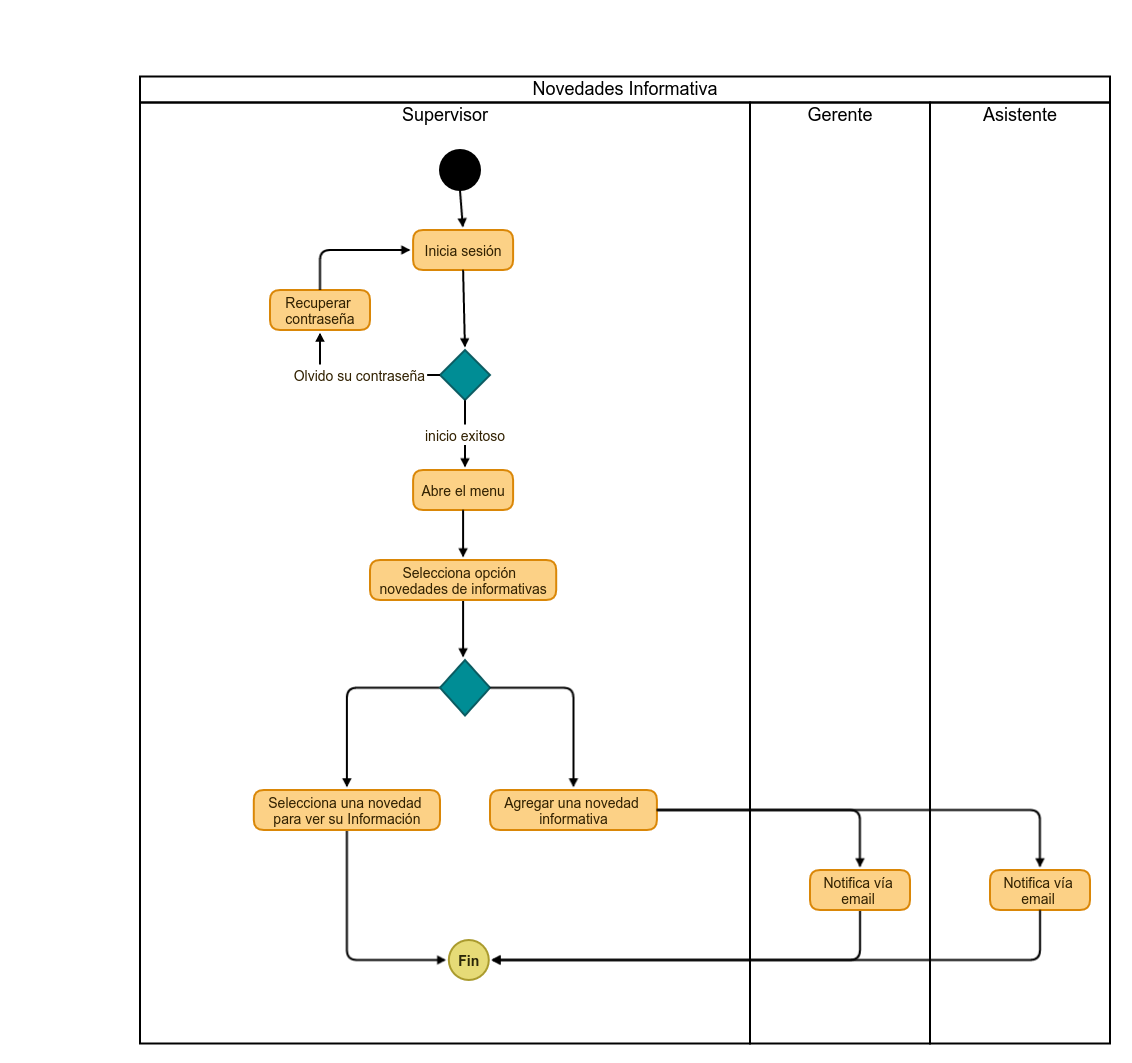 Novedades Informativa
Supervisor
Gerente
Asistente
Inicia sesión
Recuperar
contraseña
Olvido su contraseña
inicio exitoso
Abre el menu
Selecciona opción
novedades de informativas
Selecciona una novedad
para ver su Información
Agregar una novedad
informativa
Notifica vía
email
Notifica vía
email
Fin